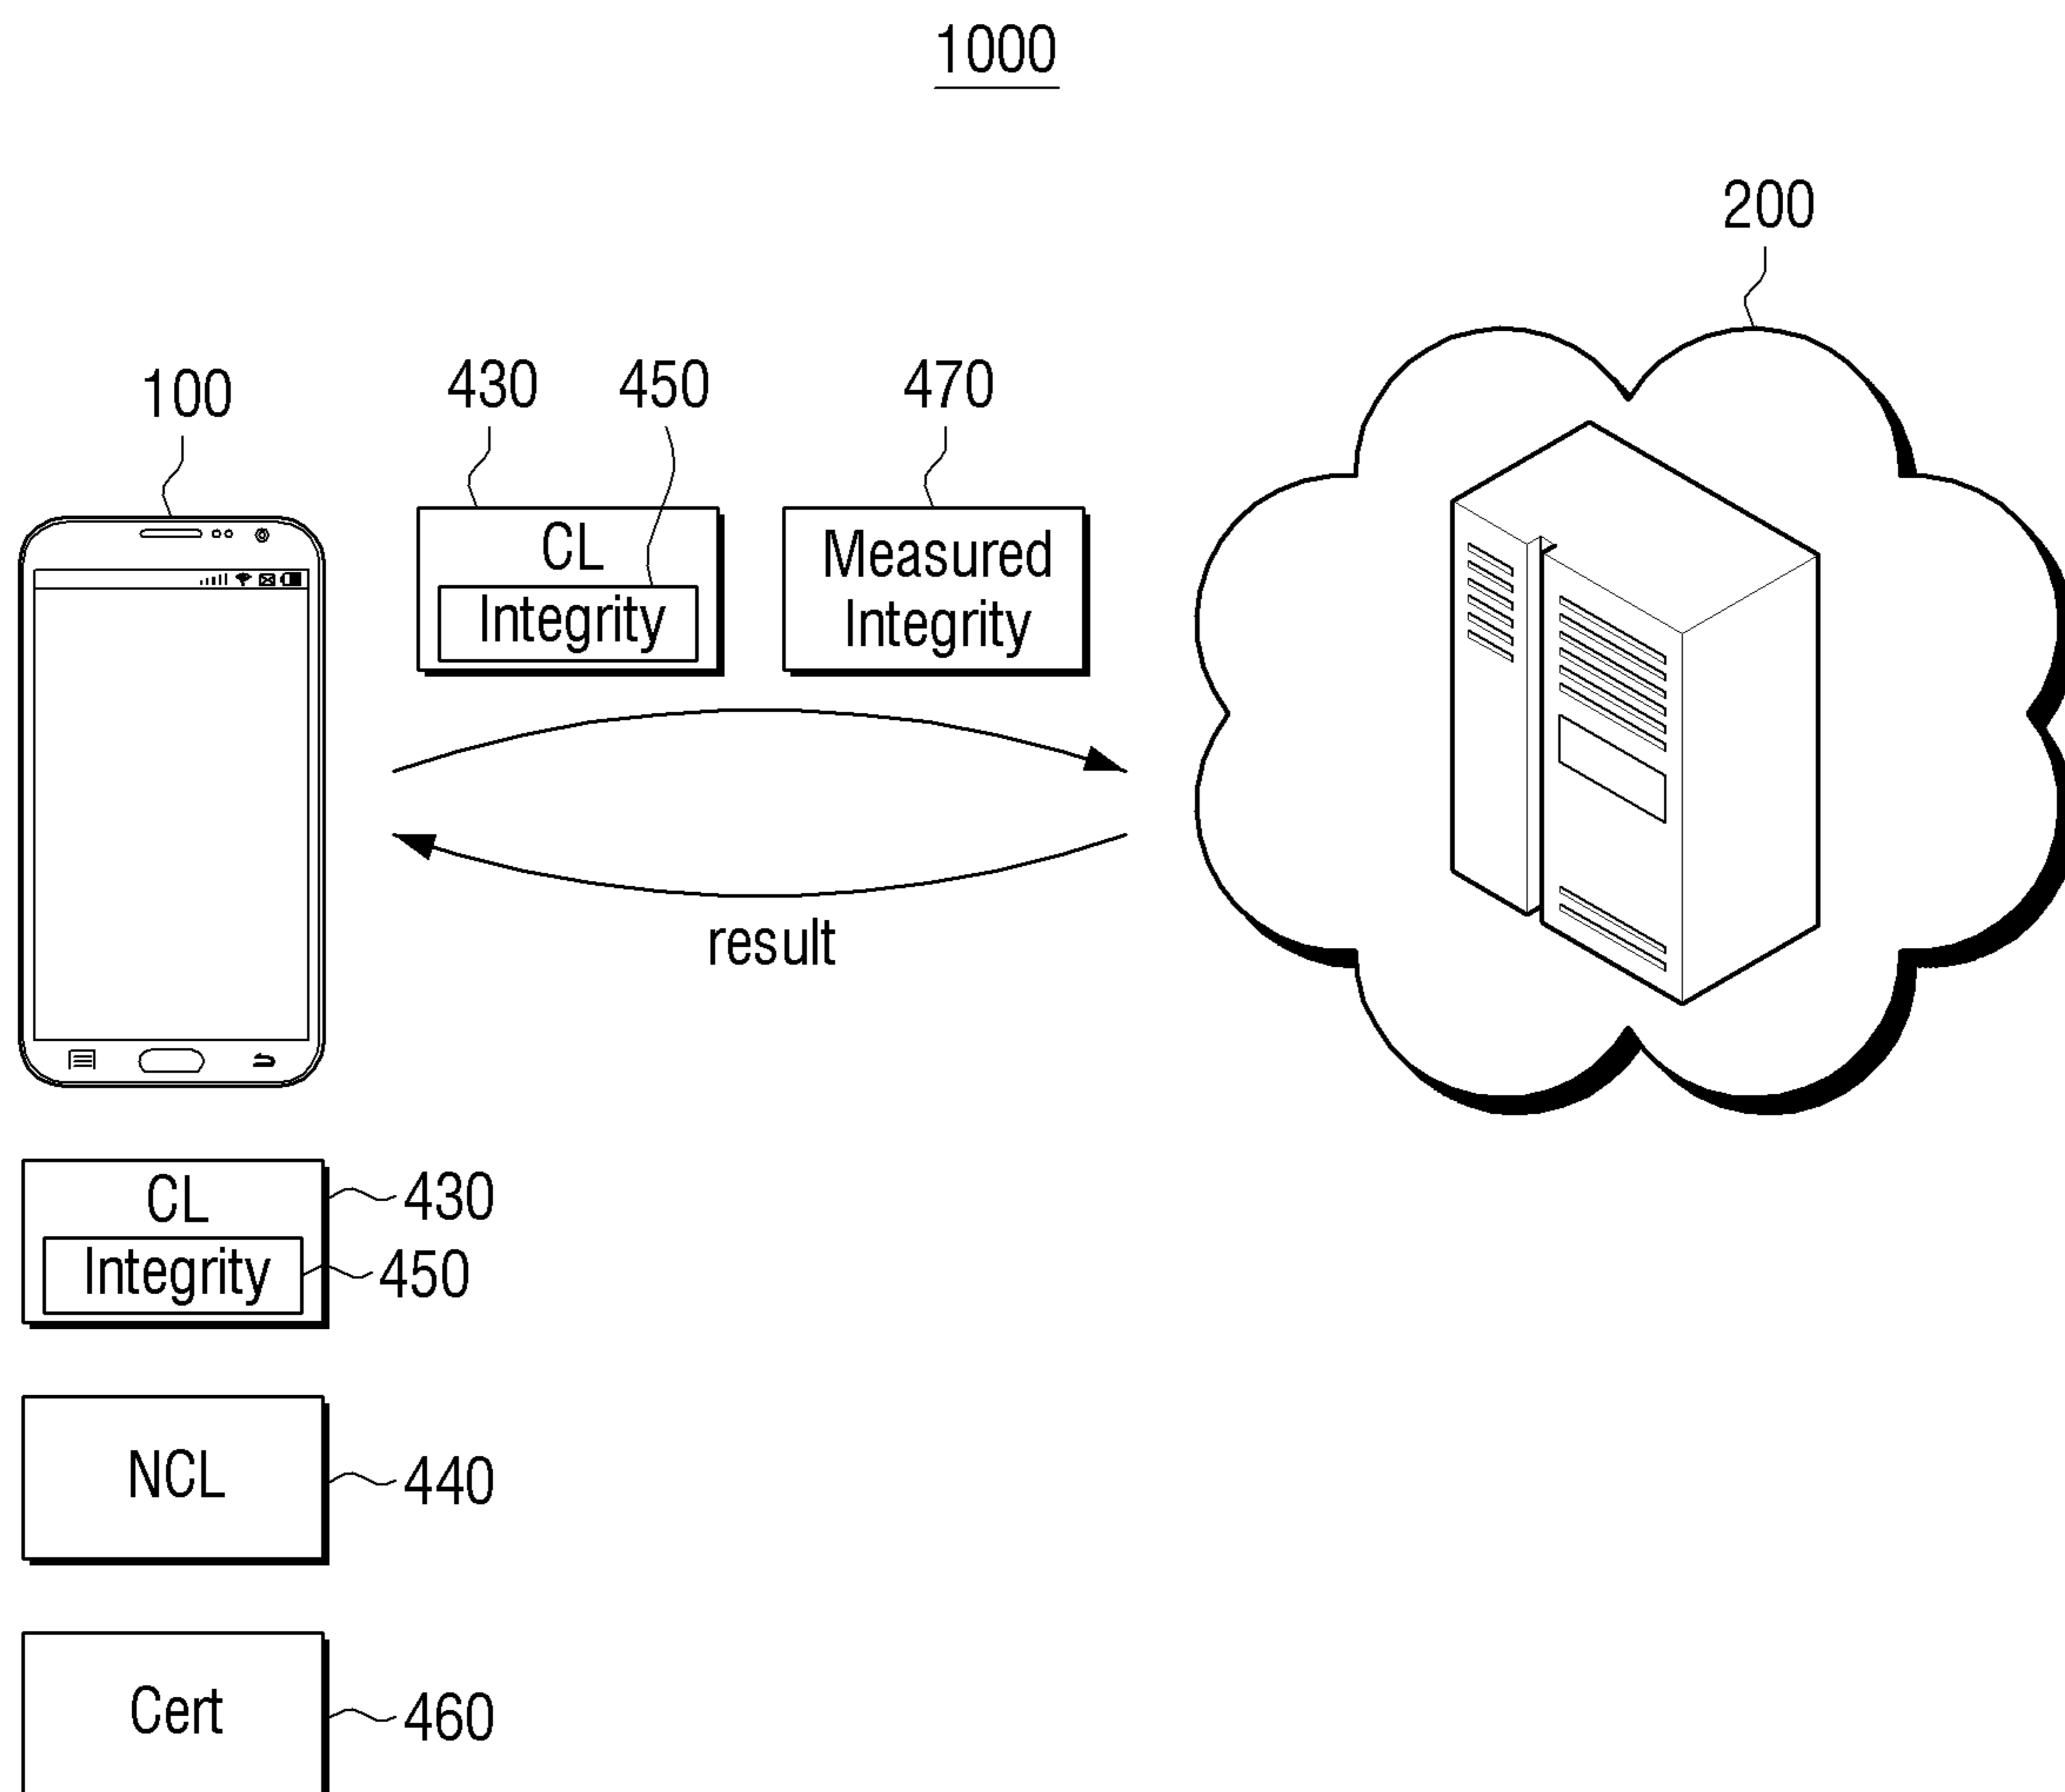 1000
200
100
430
450
470
CL
Integrity
Measured
Integrity
result
CL
430
Integrity
450
NCL
440
Cert
460